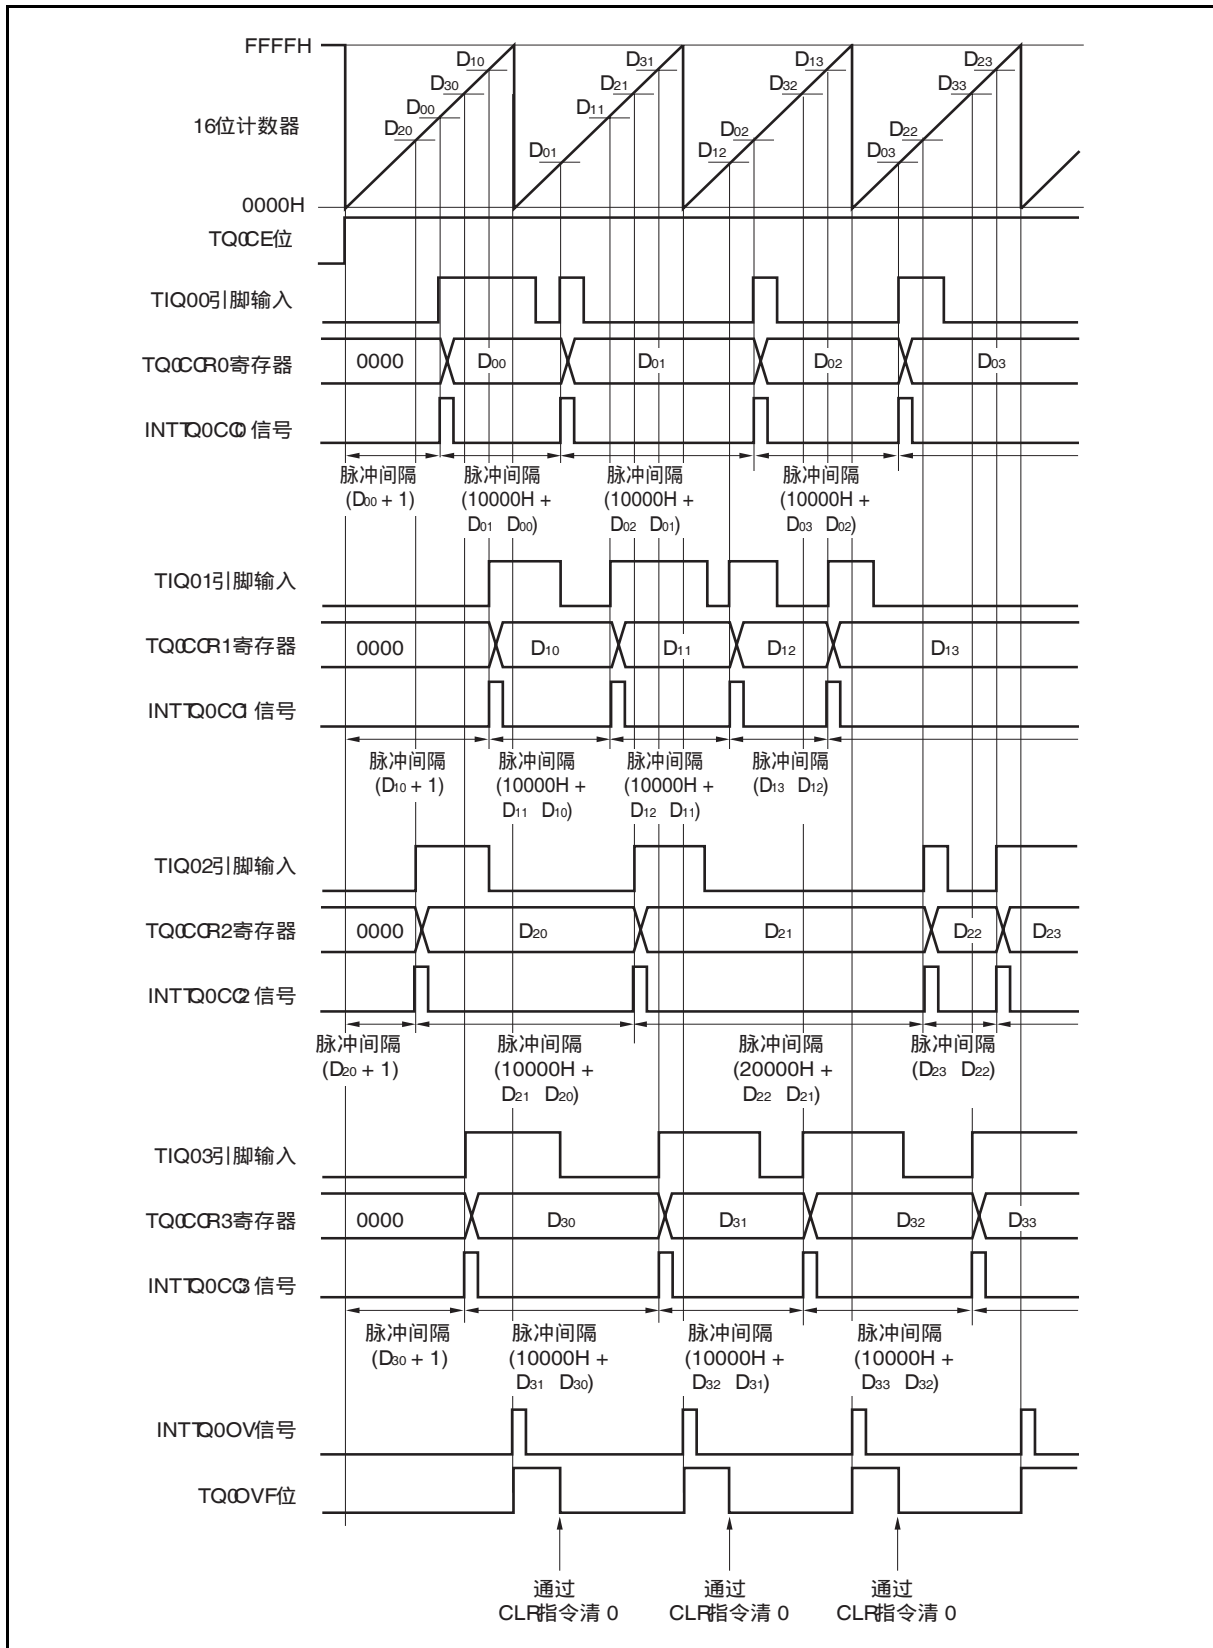 FFFFH
D10
D31
D13
D23
D30
D21
D32
D33
D00
D11
16位计数器
D20
D02
D22
D01
D12
D03
0000H
TQ0CE位
TIQ00引脚输入
TQ0CCR0寄存器
0000
D00
D01
D02
D03
INTTQ0CC0 信号
脉冲间隔
(D00 + 1)
脉冲间隔
(10000H +
D01 D00)
脉冲间隔
(10000H +
D02 D01)
脉冲间隔
(10000H +
D03 D02)
TIQ01引脚输入
TQ0CCR1寄存器
0000
D10
D11
D12
D13
INTTQ0CC1 信号
脉冲间隔
(D10 + 1)
脉冲间隔
(10000H +
D11 D10)
脉冲间隔
(10000H +
D12 D11)
脉冲间隔
(D13 D12)
TIQ02引脚输入
TQ0CCR2寄存器
0000
D20
D21
D22
D23
INTTQ0CC2 信号
脉冲间隔
(D20 + 1)
脉冲间隔
(10000H +
D21 D20)
脉冲间隔
(20000H +
D22 D21)
脉冲间隔
(D23 D22)
TIQ03引脚输入
TQ0CCR3寄存器
0000
D30
D31
D32
D33
INTTQ0CC3 信号
脉冲间隔
(D30 + 1)
脉冲间隔
(10000H +
D31 D30)
脉冲间隔
(10000H +
D32 D31)
脉冲间隔
(10000H +
D33 D32)
INTTQ0OV信号
TQ0OVF位
通过
CLR指令清 0
通过
CLR指令清 0
通过
CLR指令清 0